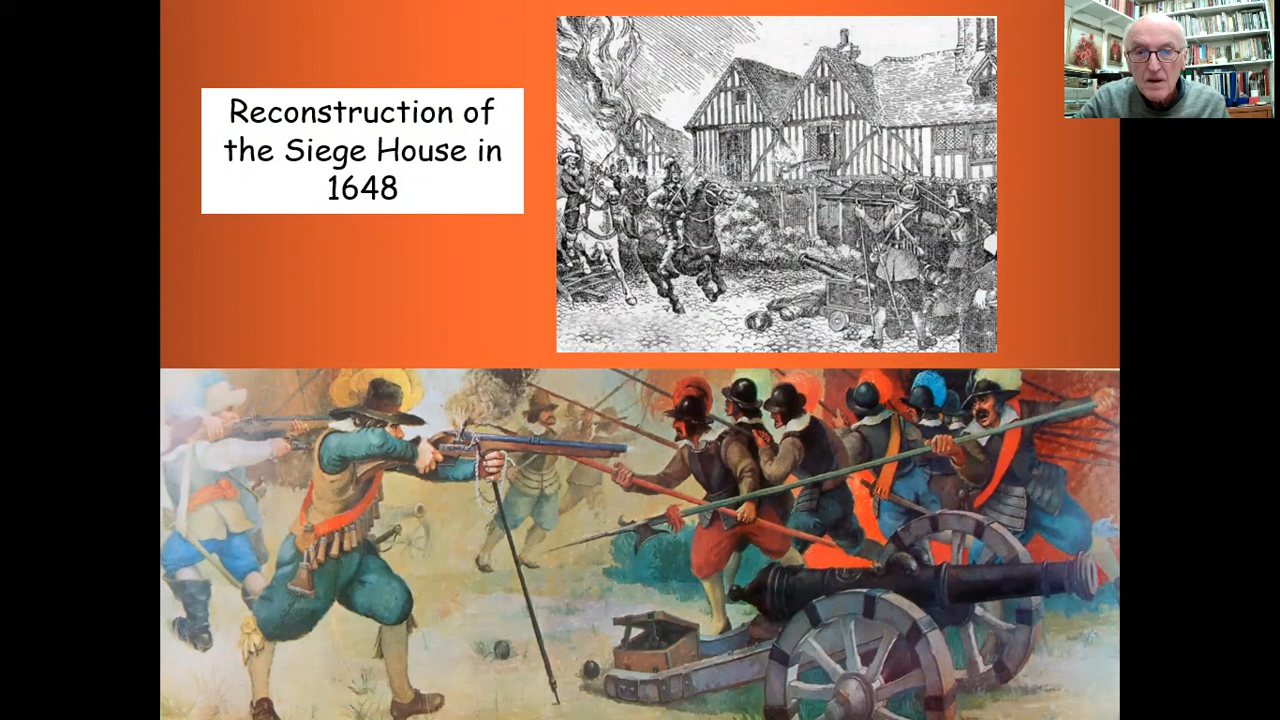 Reconstruction of
the Siege House in
1648